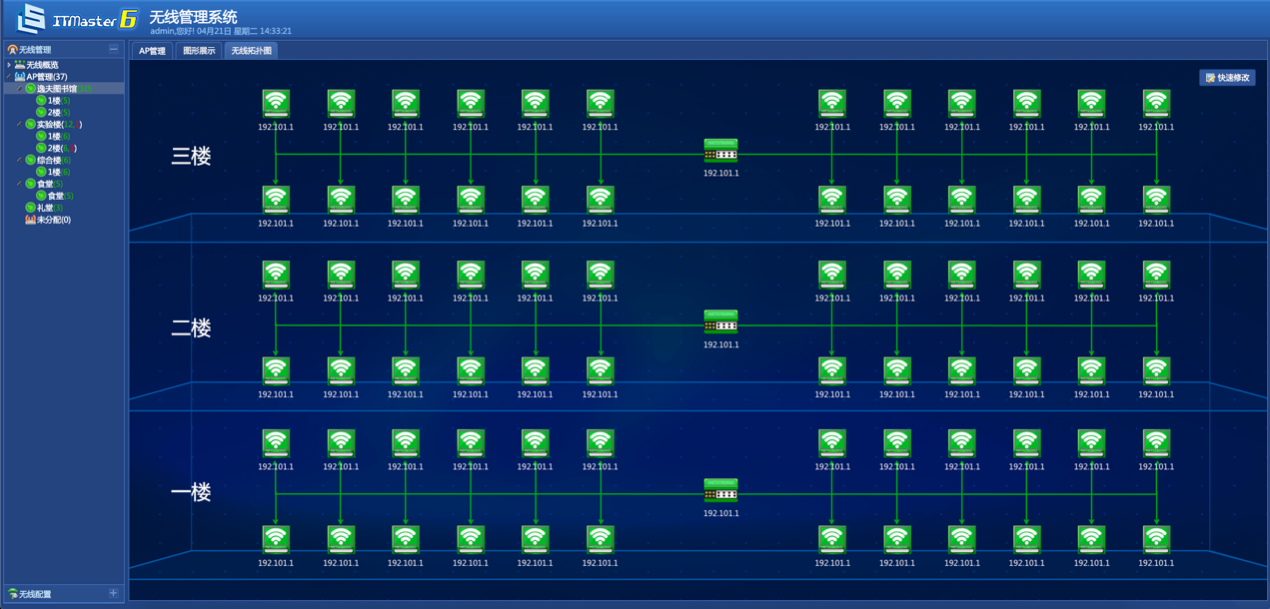 ITMaster 6 无线管理系统
admin,您好! 04月21日 星期二 14:33:21
无线管理
AP管理 图形展示 无线拓扑图
无线概览
AP管理(37)
逸夫图书馆
1楼(5)
2楼(5)
实验楼(12,)
1楼(6)
2楼(6,)
综合楼(6)
1楼(6)
食堂(5)
食堂(5)
礼堂(3)
未分配(0)
无线配置
快速修改
192.101.1 192.101.1 192.101.1 192.101.1 192.101.1 192.101.1 192.101.1 192.101.1 192.101.1 192.101.1 192.101.1 192.101.1
三楼
192.101.1
192.101.1 192.101.1 192.101.1 192.101.1 192.101.1 192.101.1 192.101.1 192.101.1 192.101.1 192.101.1 192.101.1 192.101.1
192.101.1 192.101.1 192.101.1 192.101.1 192.101.1 192.101.1 192.101.1 192.101.1 192.101.1 192.101.1 192.101.1 192.101.1
二楼
192.101.1
192.101.1 192.101.1 192.101.1 192.101.1 192.101.1 192.101.1 192.101.1 192.101.1 192.101.1 192.101.1 192.101.1 192.101.1
192.101.1 192.101.1 192.101.1 192.101.1 192.101.1 192.101.1 192.101.1 192.101.1 192.101.1 192.101.1 192.101.1 192.101.1
一楼
192.101.1
192.101.1 192.101.1 192.101.1 192.101.1 192.101.1 192.101.1 192.101.1 192.101.1 192.101.1 192.101.1 192.101.1 192.101.1